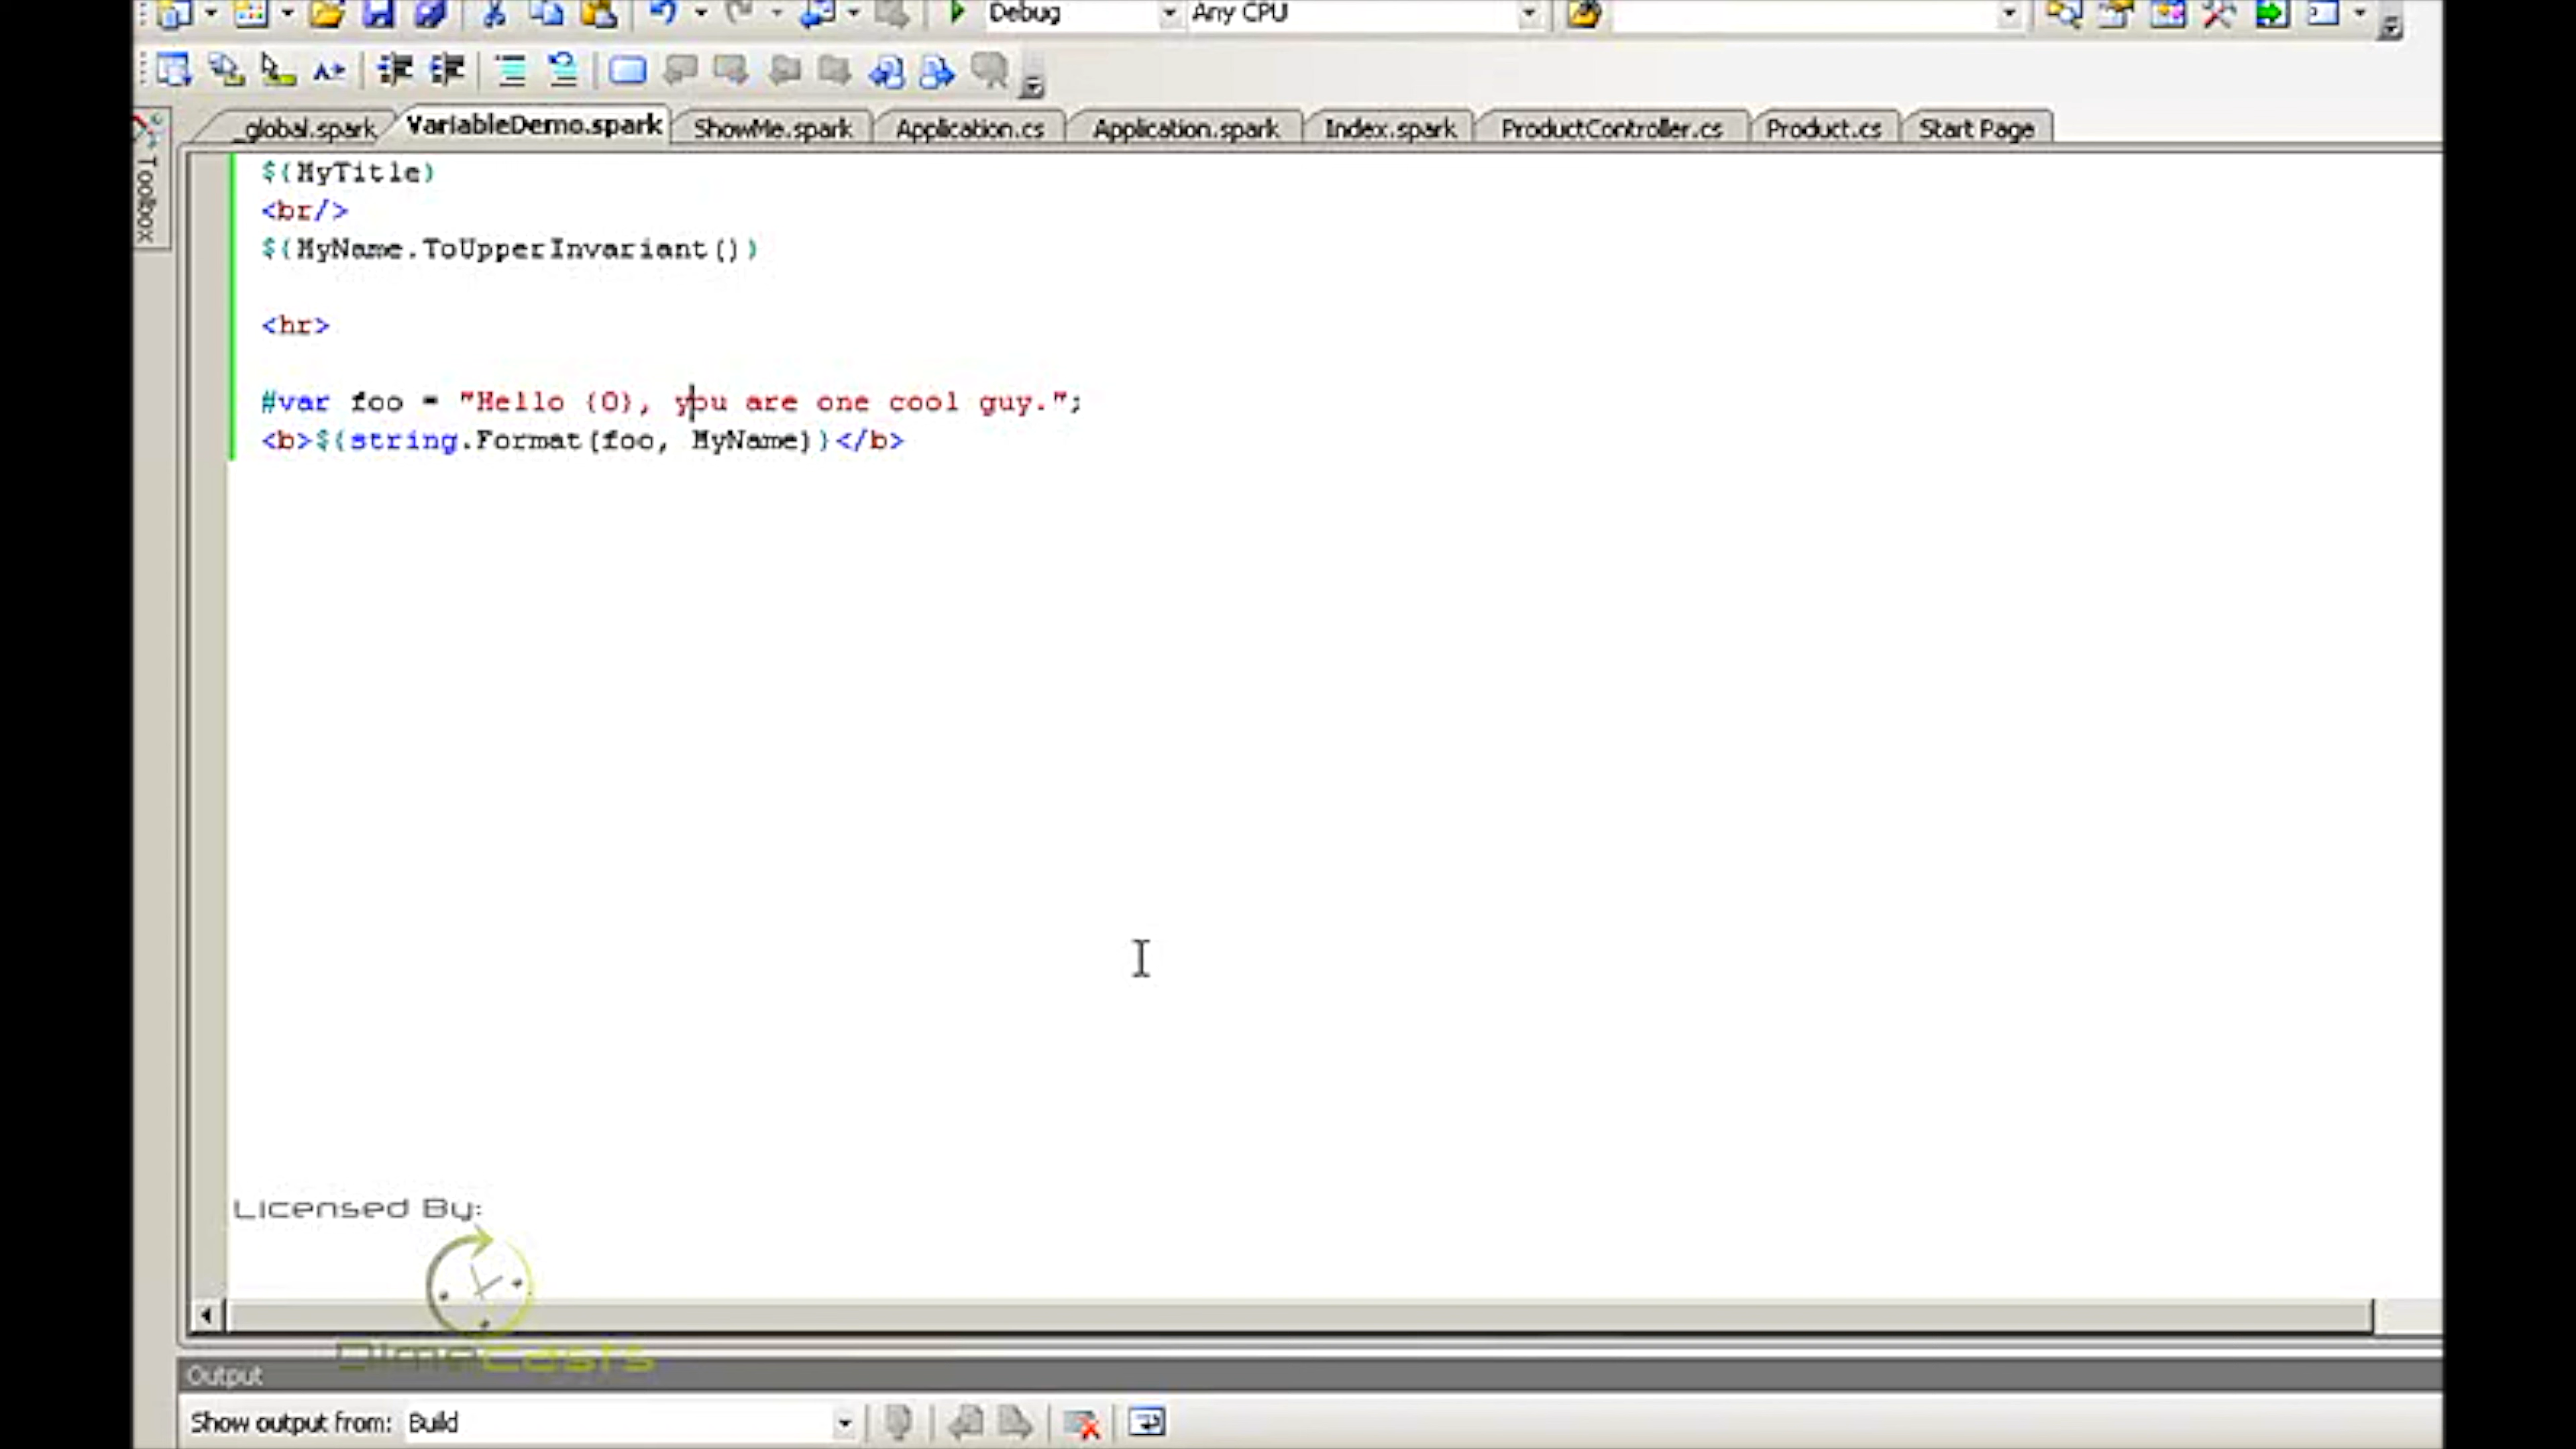 Debug Any CPU
_global.spark VariableDemo.spark ShowMe.spark Application.cs Application.spark Index.spark ProductController.cs Product.cs Start Page
Toolbox
${MyTitle}
<br/>
${MyName.ToUpperInvariant()}
<hr>
#var foo = "Hello {0}, you are one cool guy.";
<b>${string.Format(foo, MyName)}</b>
Licensed By:
DimeCasts
Output
Show output from: Build